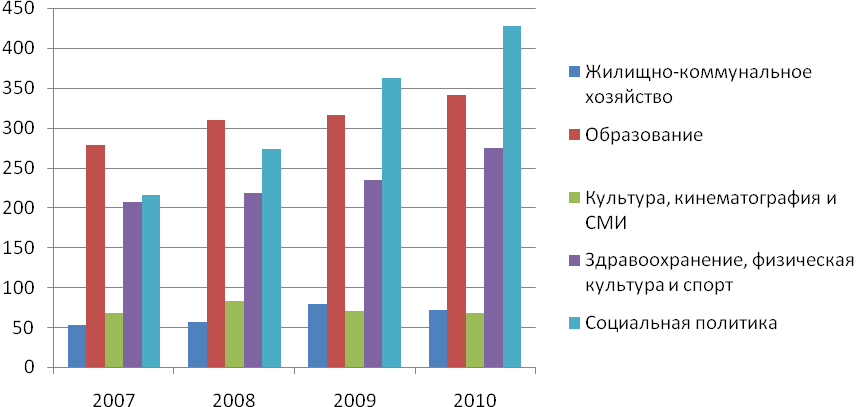 450
400
350
300
250
200
150
100
50
0
2007 2008 2009 2010
Жилищно-коммунальное
хозяйство
Образование
Культура, кинематография и
СМИ
Здравоохранение, физическая
культура и спорт
Социальная политика